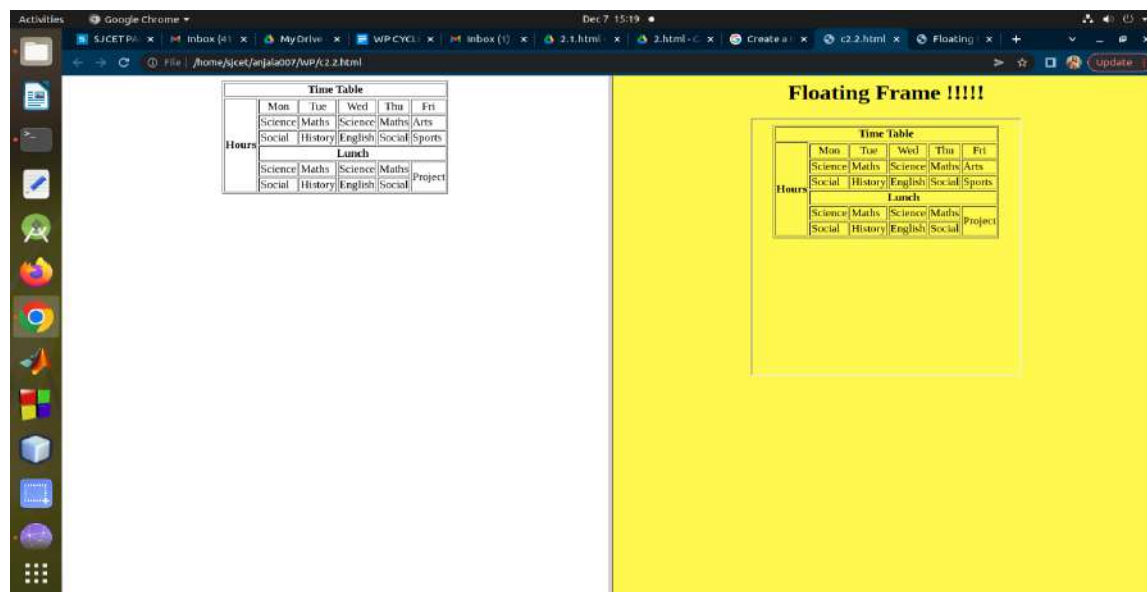 Activities Google Chrome Dec 7 15:19
SJCET PA Inbox (41 My Drive WP CYCL Inbox (1) 2.1.html 2.html - C Create a c2.2.html Floating
File /home/sjcet/anjala007/WP/c2.2.html Update
Time Table
Hours
Mon Tue Wed Thu Fri
Science Maths Science Maths Arts
Social History English Social Sports
Lunch
Science Maths Science Maths Project
Social History English Social
Floating Frame !!!!!
Time Table
Hours
Mon Tue Wed Thu Fri
Science Maths Science Maths Arts
Social History English Social Sports
Lunch
Science Maths Science Maths Project
Social History English Social